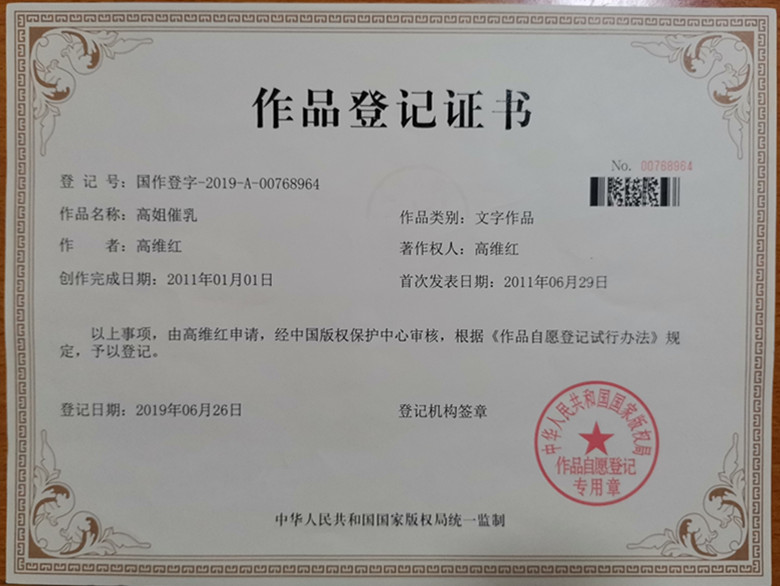 作品登记证书
No. 00768964
登 记 号：国作登字-2019-A-00768964
作品名称：高姐催乳
作品类别：文字作品
作 者：高维红
著作权人：高维红
创作完成日期：2011年01月01日
首次发表日期：2011年06月29日
以上事项，由高维红申请，经中国版权保护中心审核，根据《作品自愿登记试行办法》规
定，予以登记。
登记日期：2019年06月26日
登记机构签章
中华人民共和国国家版权局
作品自愿登记
专用章
中华人民共和国国家版权局统一监制